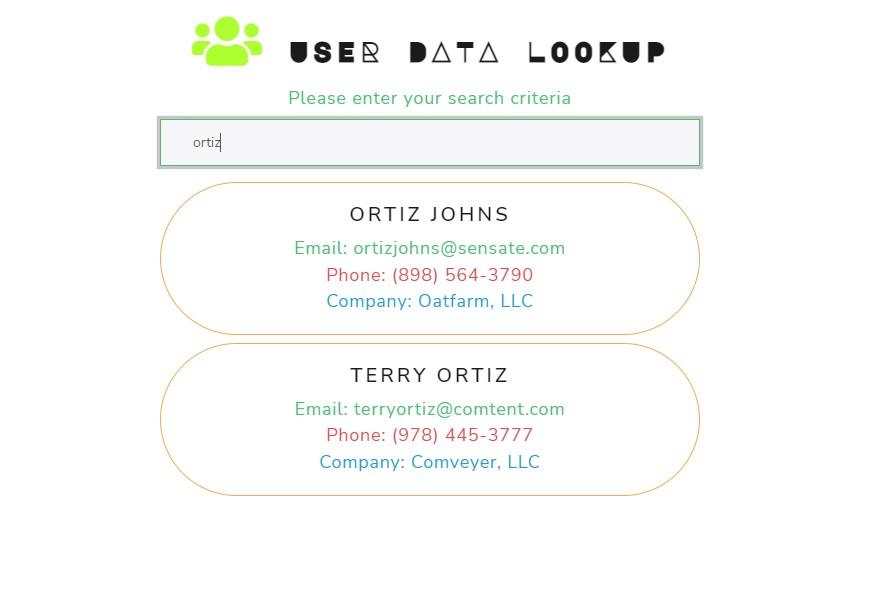 USER DATA LOOKUP
Please enter your search criteria
ortiz
ORTIZ JOHNS
Email: ortizjohns@sensate.com
Phone: (898) 564-3790
Company: Oatfarm, LLC
TERRY ORTIZ
Email: terryortiz@comtent.com
Phone: (978) 445-3777
Company: Comveyer, LLC